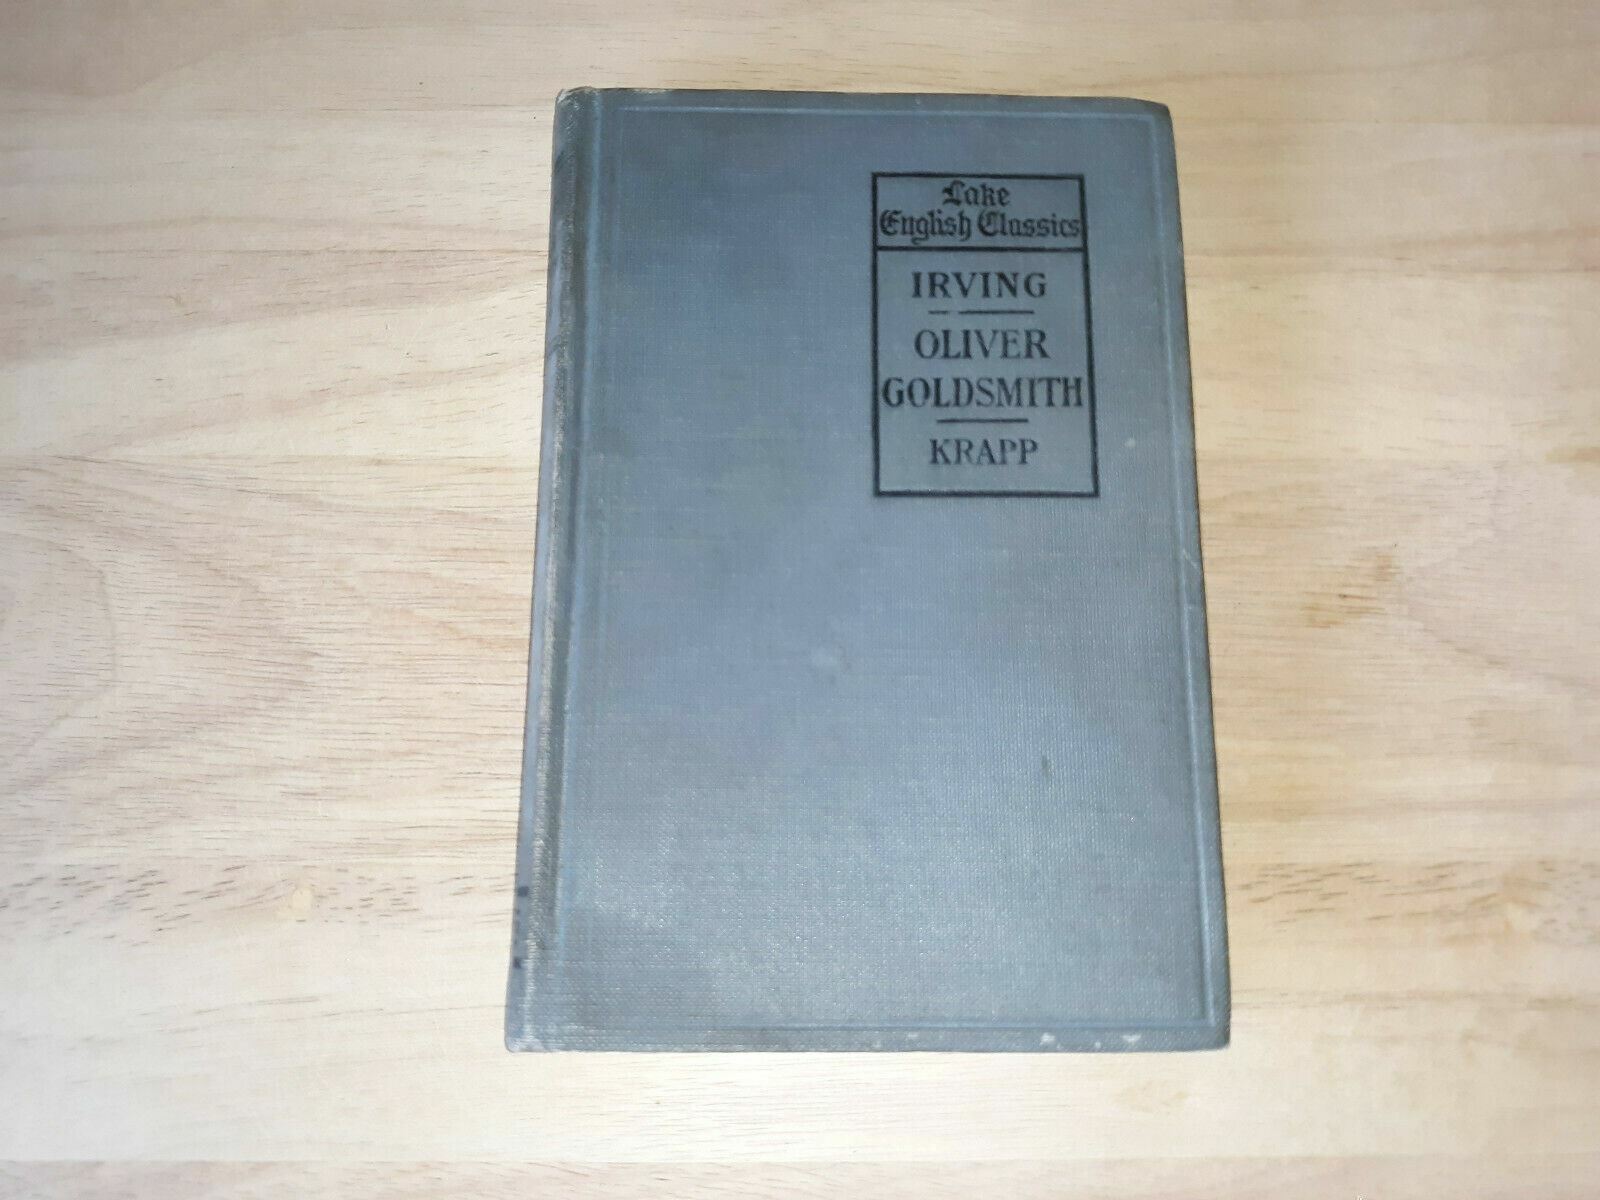 Lake
English Classics
IRVING
OLIVER
GOLDSMITH
KRAPP